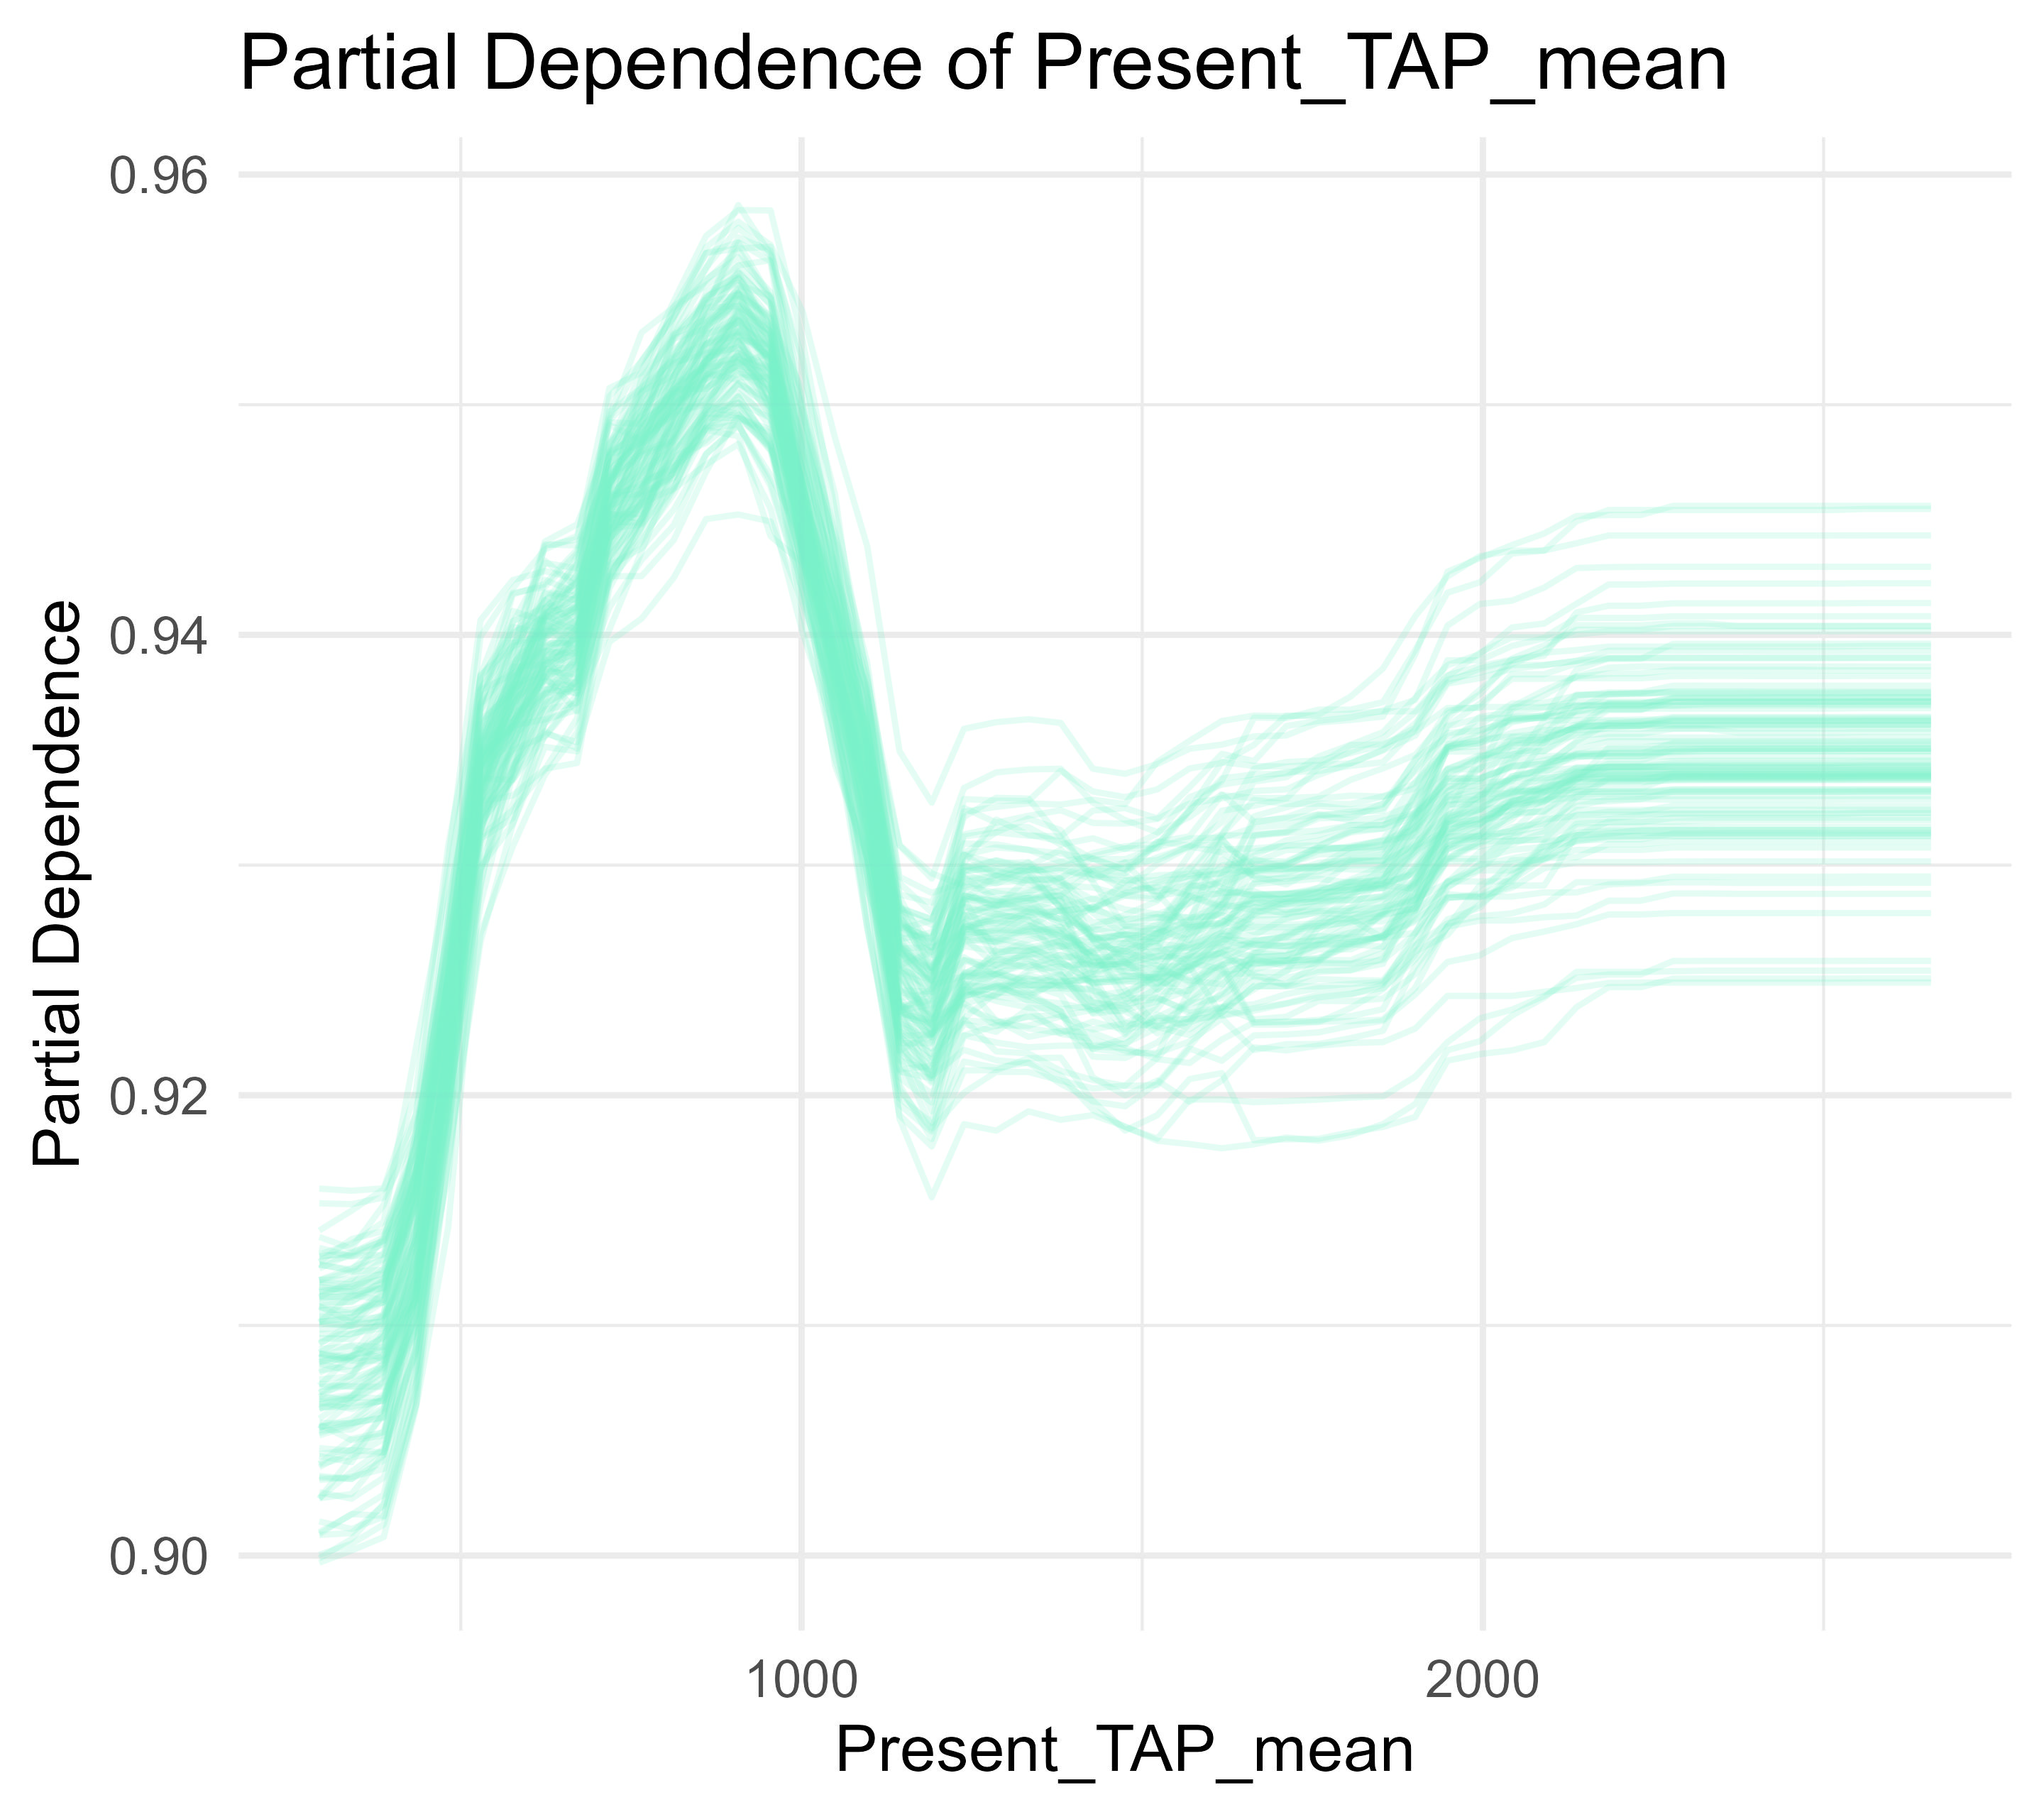 Partial Dependence of Present_TAP_mean
0.96
0.94
0.92
0.90
Partial Dependence
1000
2000
Present_TAP_mean